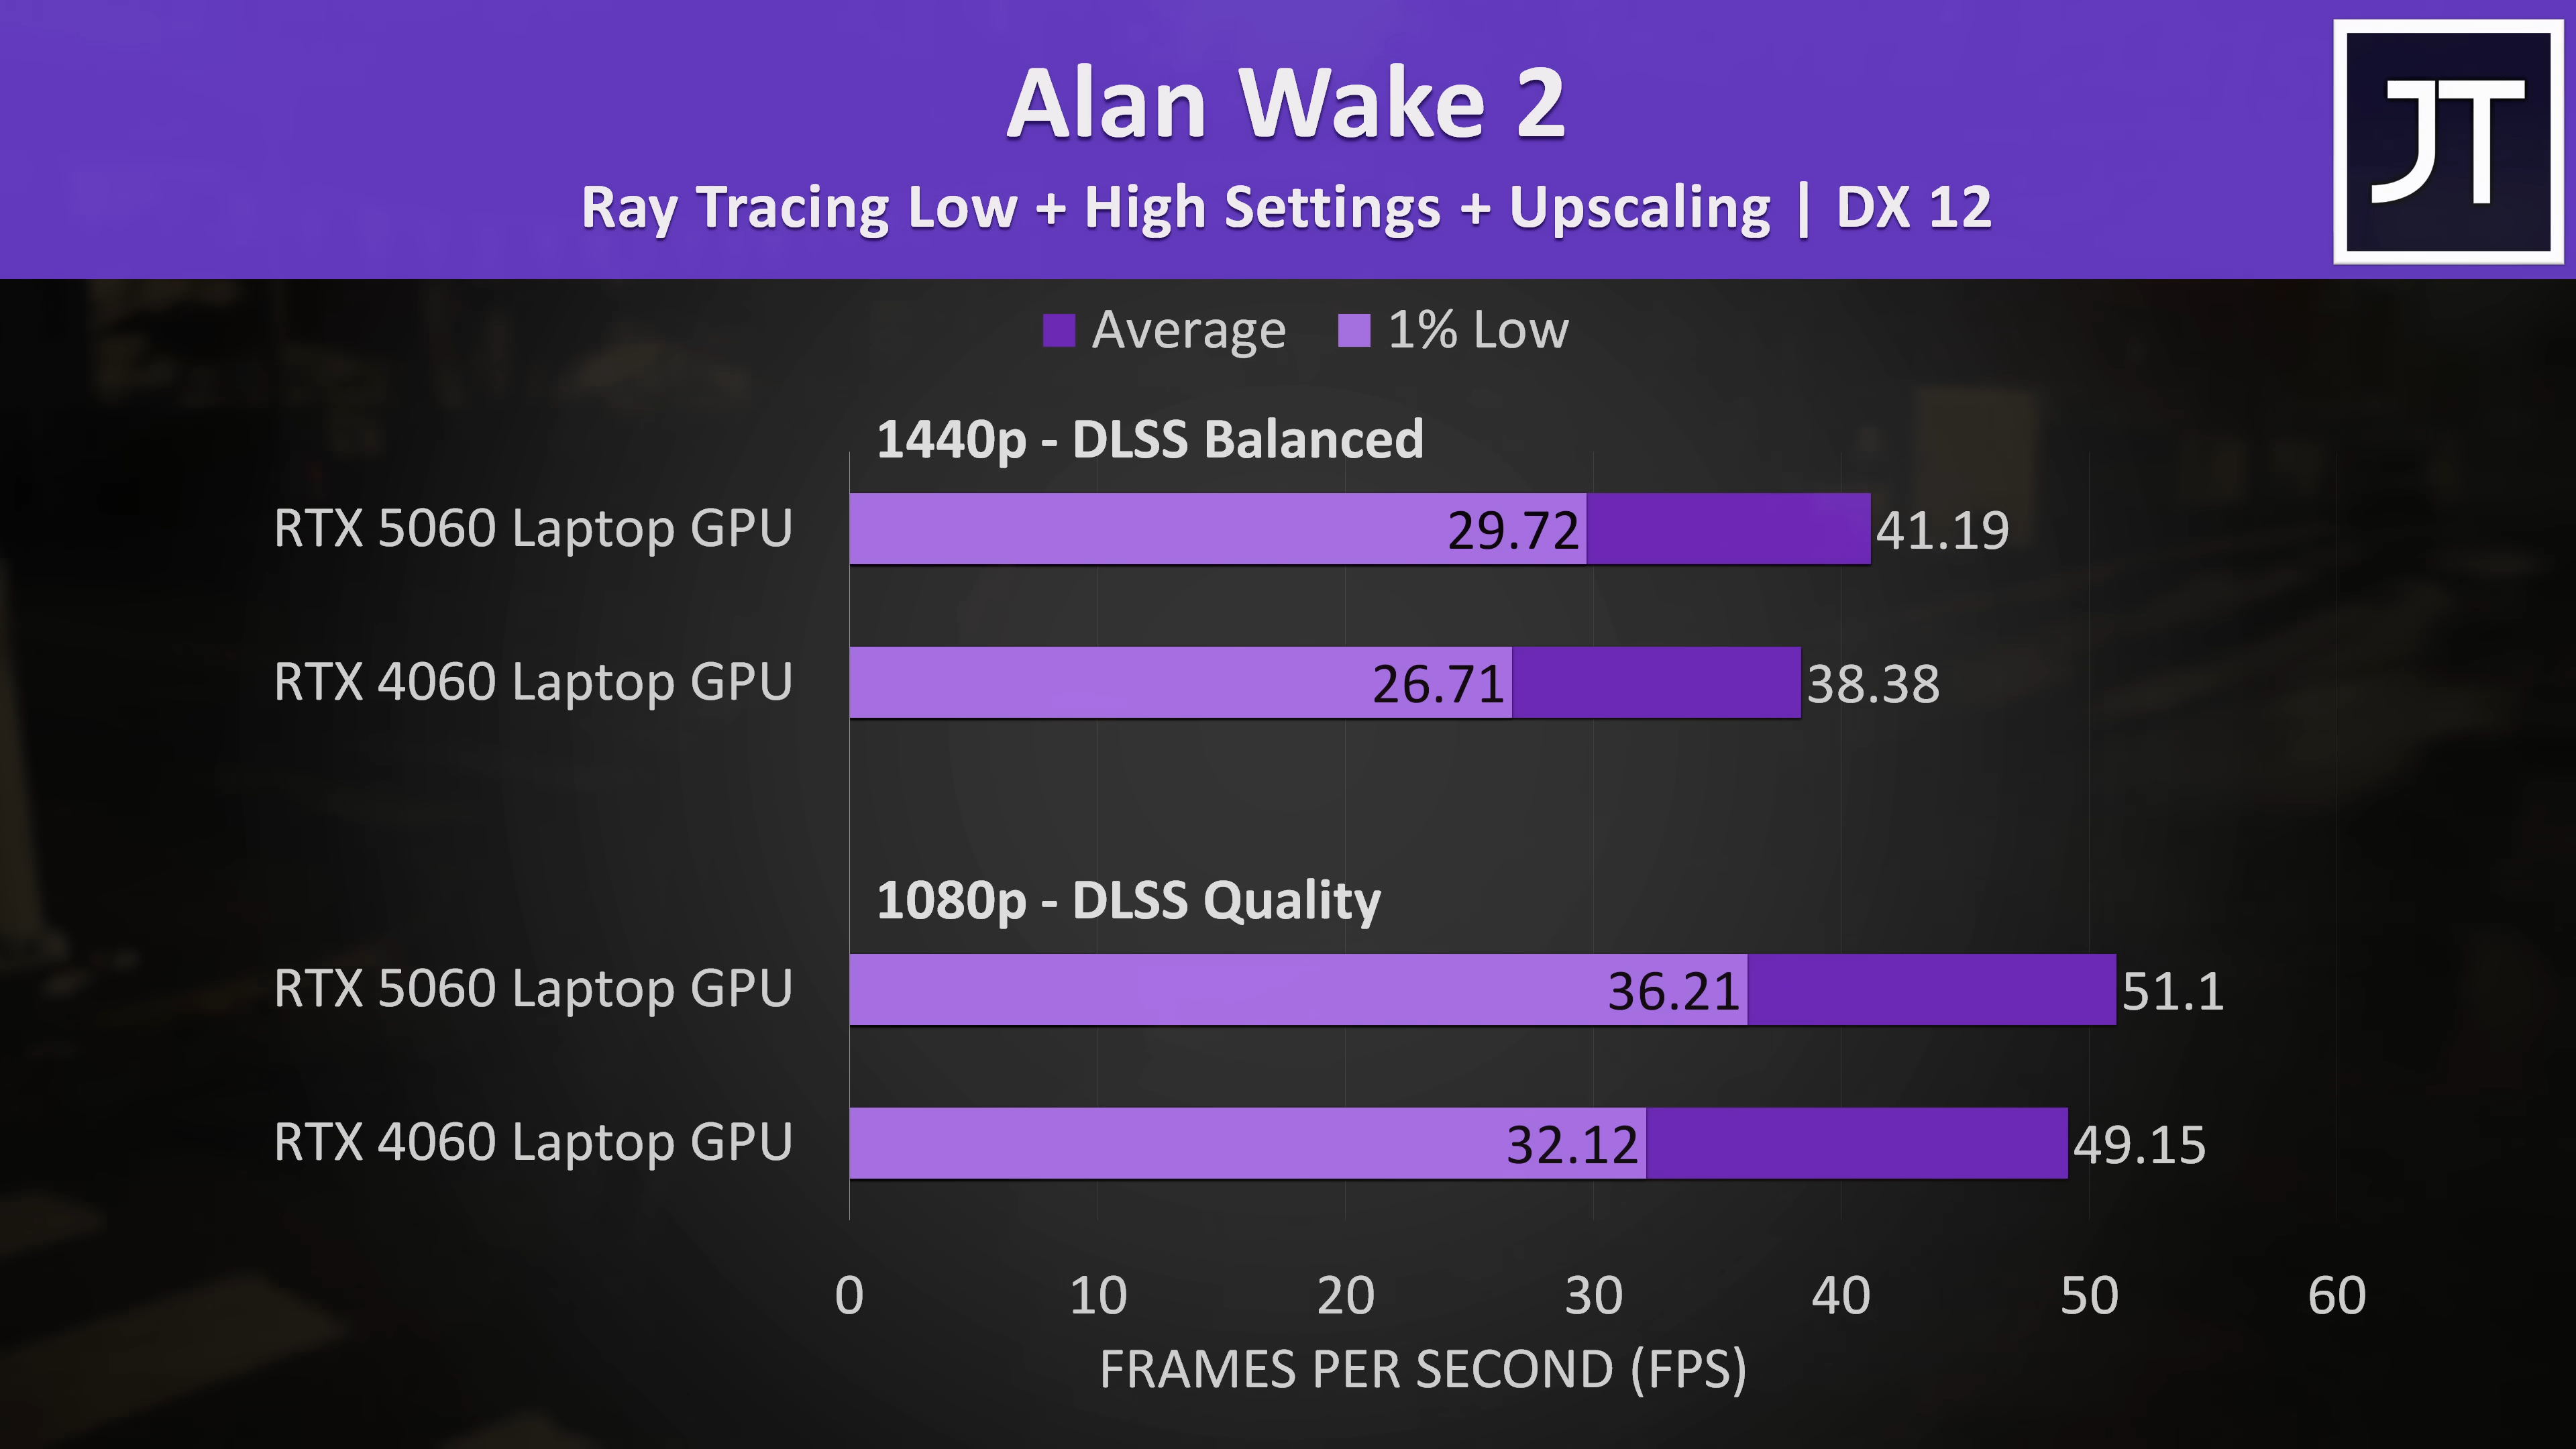 Alan Wake 2
Ray Tracing Low + High Settings + Upscaling | DX 12
JT
Average 1% Low
1440p - DLSS Balanced
RTX 5060 Laptop GPU 29.72 41.19
RTX 4060 Laptop GPU 26.71 38.38
1080p - DLSS Quality
RTX 5060 Laptop GPU 36.21 51.1
RTX 4060 Laptop GPU 32.12 49.15
0 10 20 30 40 50 60
FRAMES PER SECOND (FPS)